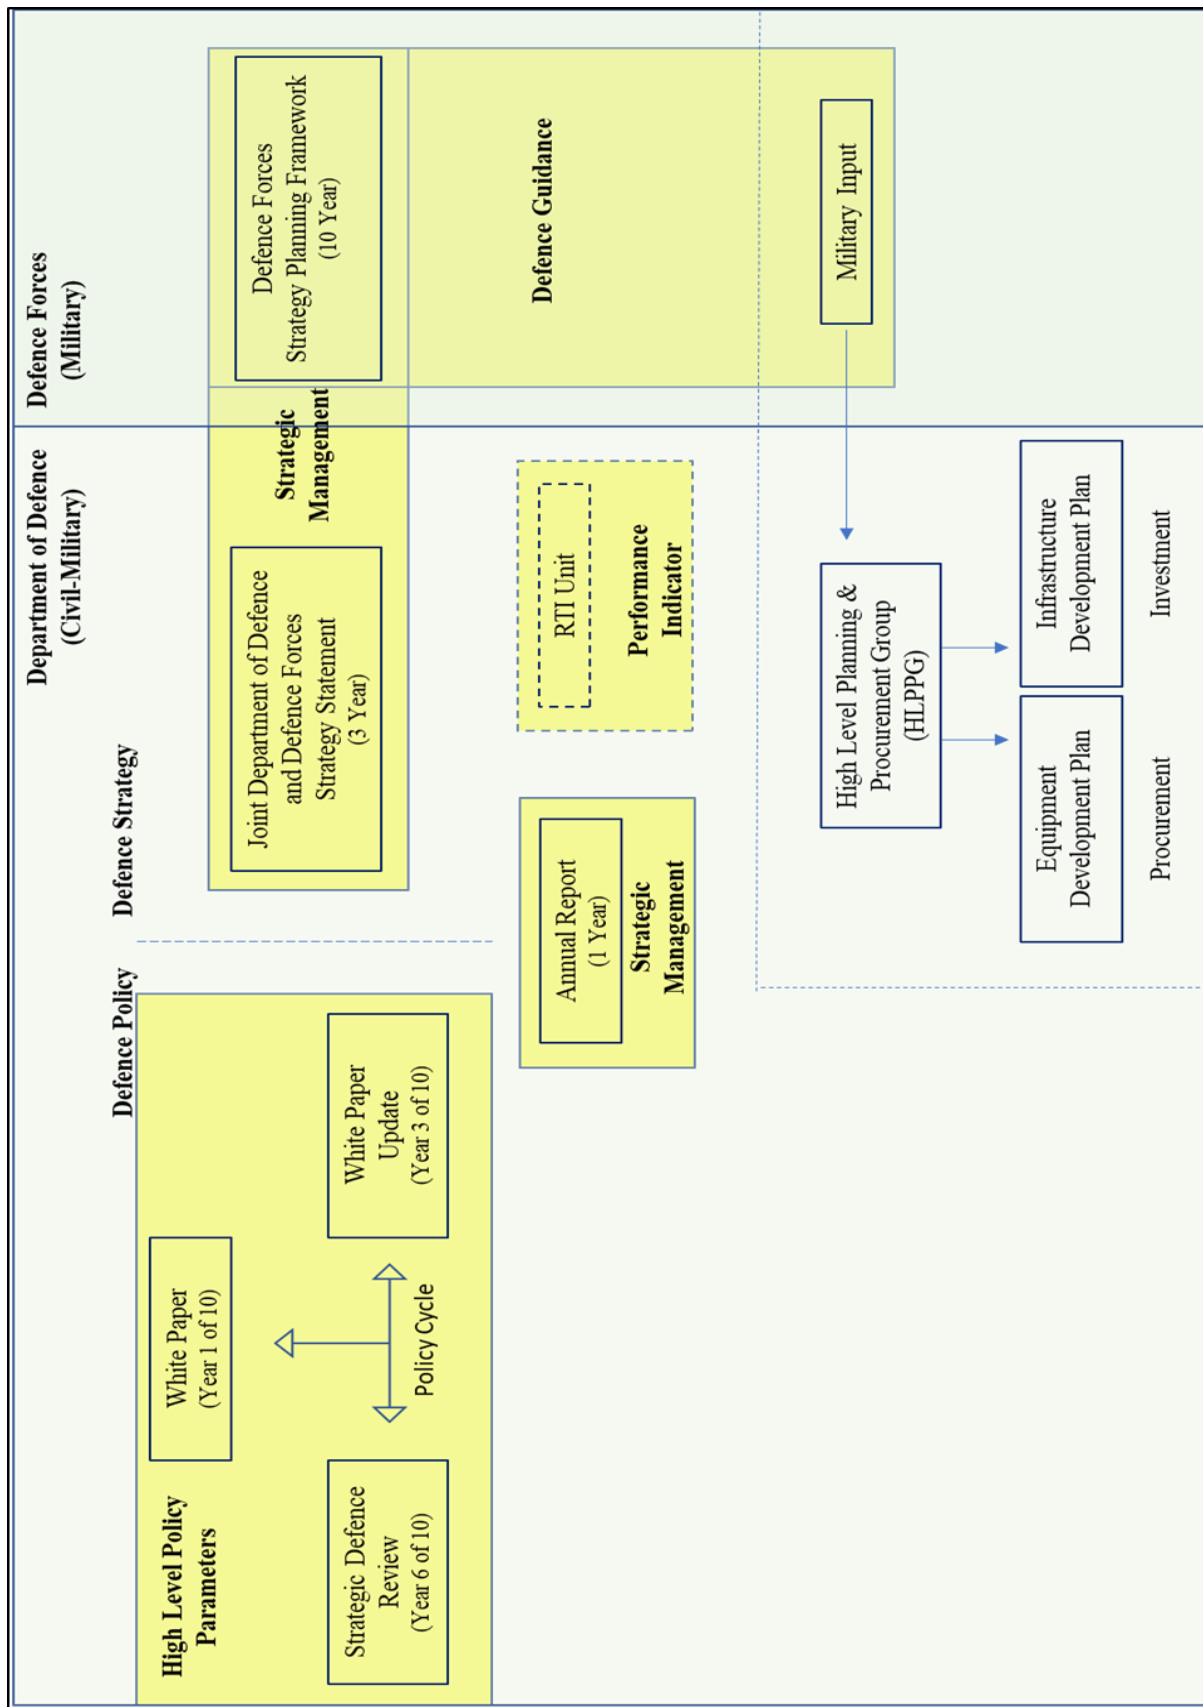 Department of Defence
(Civil-Military)
Defence Forces
(Military)
Defence Policy
Defence Strategy
High Level Policy
Parameters
White Paper
(Year 1 of 10)
Strategic Defence
Review
(Year 6 of 10)
Policy Cycle
White Paper
Update
(Year 3 of 10)
Joint Department of Defence
and Defence Forces
Strategy Statement
(3 Year)
Strategic
Management
Defence Forces
Strategy Planning Framework
(10 Year)
Annual Report
(1 Year)
Strategic
Management
RTI Unit
Performance
Indicator
Defence Guidance
High Level Planning &
Procurement Group
(HLPPG)
Military Input
Equipment
Development Plan
Infrastructure
Development Plan
Procurement
Investment